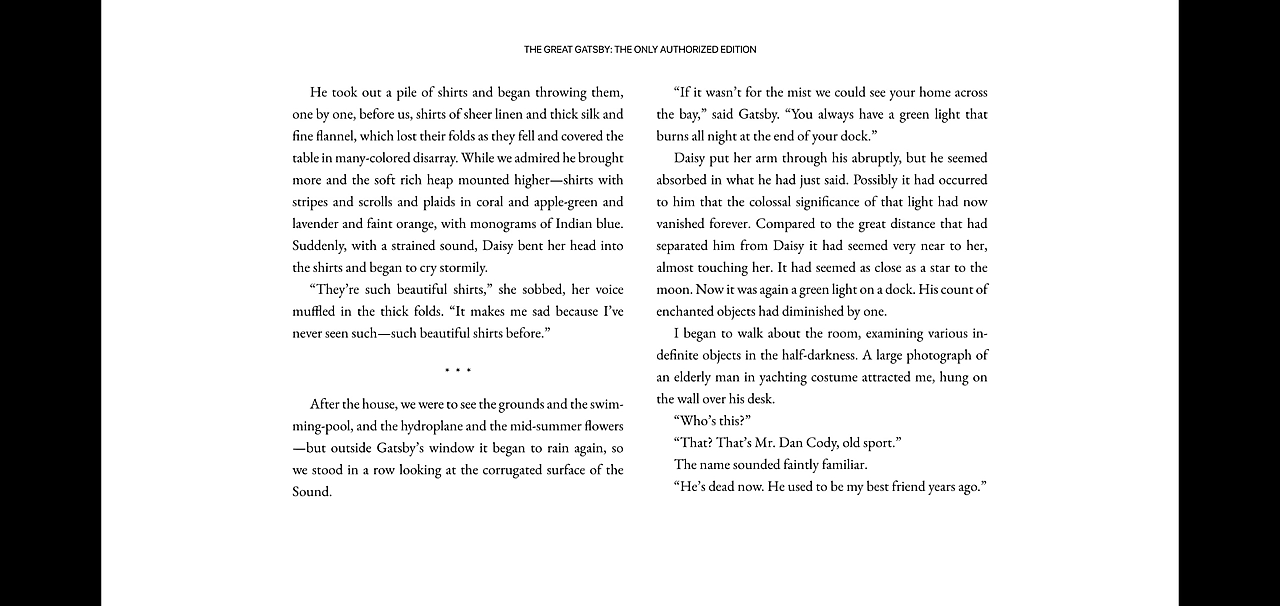 THE GREAT GATSBY: THE ONLY AUTHORIZED EDITION
He took out a pile of shirts and began throwing them,
one by one, before us, shirts of sheer linen and thick silk and
fine flannel, which lost their folds as they fell and covered the
table in many-colored disarray. While we admired he brought
more and the soft rich heap mounted higher—shirts with
stripes and scrolls and plaids in coral and apple-green and
lavender and faint orange, with monograms of Indian blue.
Suddenly, with a strained sound, Daisy bent her head into
the shirts and began to cry stormily.
“They’re such beautiful shirts,” she sobbed, her voice
muffled in the thick folds. “It makes me sad because I’ve
never seen such—such beautiful shirts before.”
* * *
After the house, we were to see the grounds and the swim-
ming-pool, and the hydroplane and the mid-summer flowers
—but outside Gatsby’s window it began to rain again, so
we stood in a row looking at the corrugated surface of the
Sound.
“If it wasn’t for the mist we could see your home across
the bay,” said Gatsby. “You always have a green light that
burns all night at the end of your dock.”
Daisy put her arm through his abruptly, but he seemed
absorbed in what he had just said. Possibly it had occurred
to him that the colossal significance of that light had now
vanished forever. Compared to the great distance that had
separated him from Daisy it had seemed very near to her,
almost touching her. It had seemed as close as a star to the
moon. Now it was again a green light on a dock. His count of
enchanted objects had diminished by one.
I began to walk about the room, examining various in-
definite objects in the half-darkness. A large photograph of
an elderly man in yachting costume attracted me, hung on
the wall over his desk.
“Who’s this?”
“That? That’s Mr. Dan Cody, old sport.”
The name sounded faintly familiar.
“He’s dead now. He used to be my best friend years ago.”